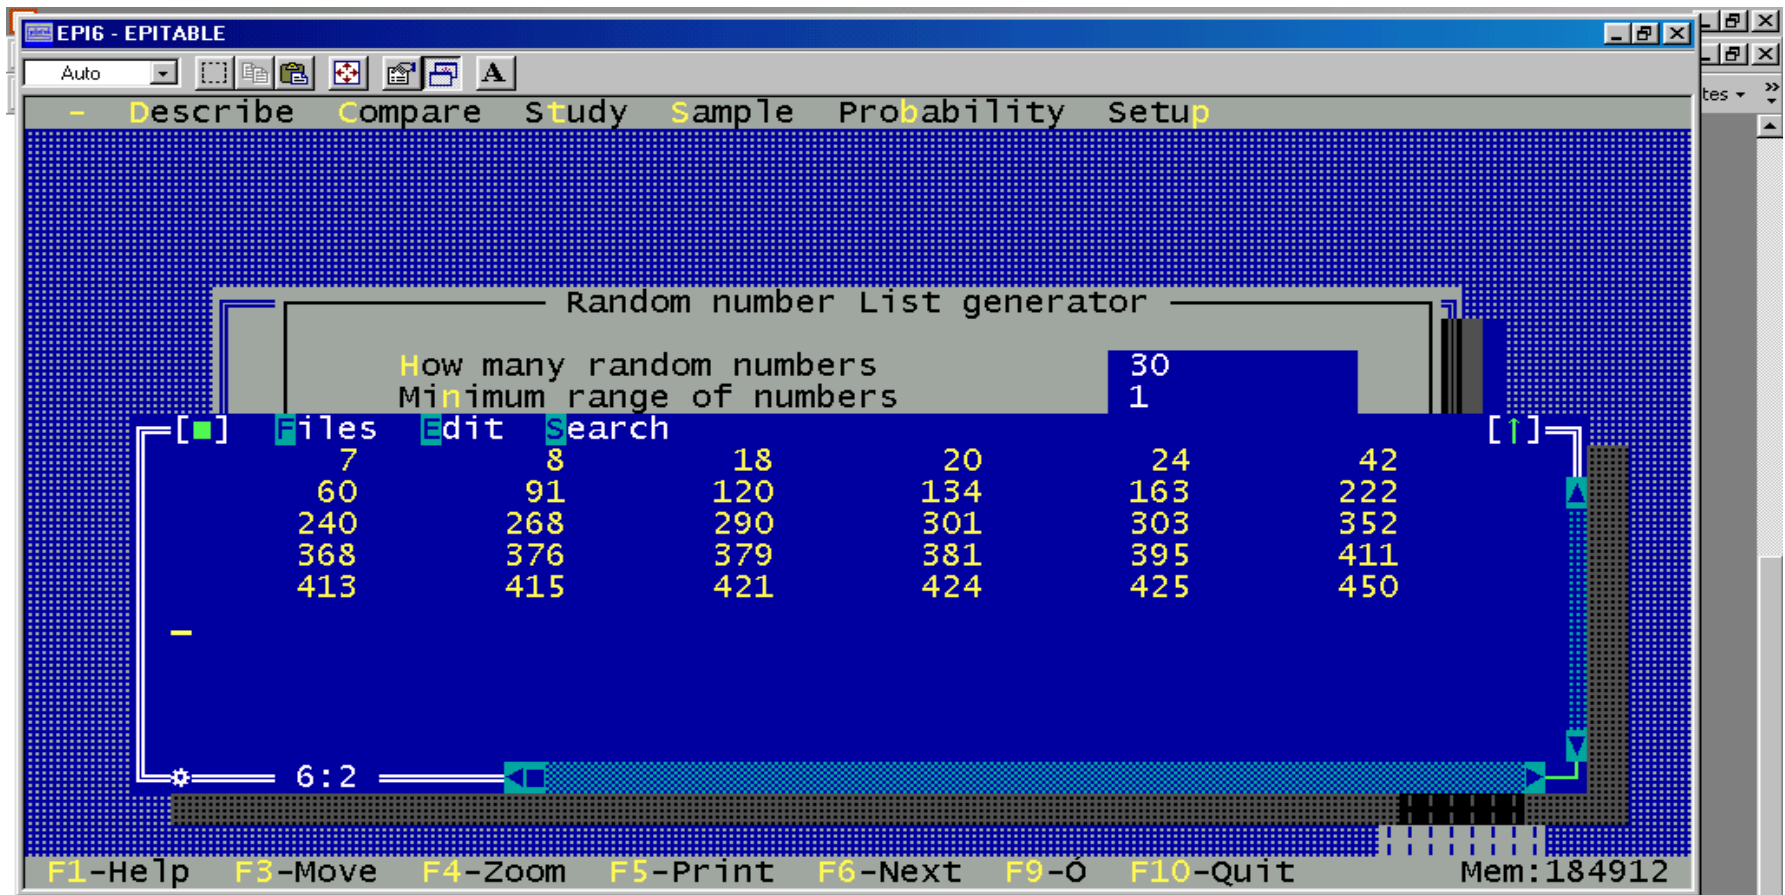 EPI6 - EPITABLE
Auto
A
tes
- Describe Compare Study Sample Probability Setup
Random number List generator
How many random numbers 30
Minimum range of numbers 1
[■] Files Edit Search [↑]
7 8 18 20 24 42
60 91 120 134 163 222
240 268 290 301 303 352
368 376 379 381 395 411
413 415 421 424 425 450
6:2
F1-Help F3-Move F4-Zoom F5-Print F6-Next F9-Ó F10-Quit Mem:184912